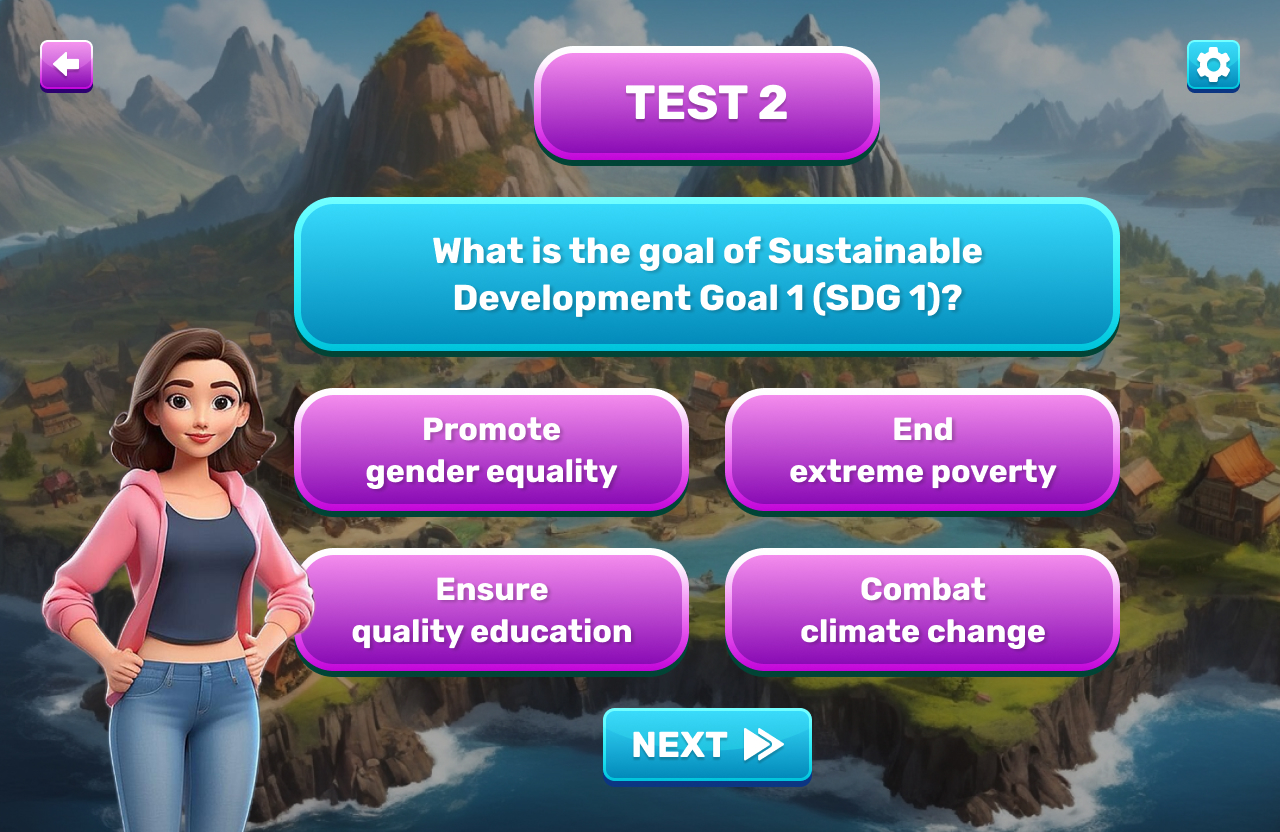 TEST 2
What is the goal of Sustainable
Development Goal 1 (SDG 1)?
Promote
gender equality
End
extreme poverty
Ensure
quality education
Combat
climate change
NEXT